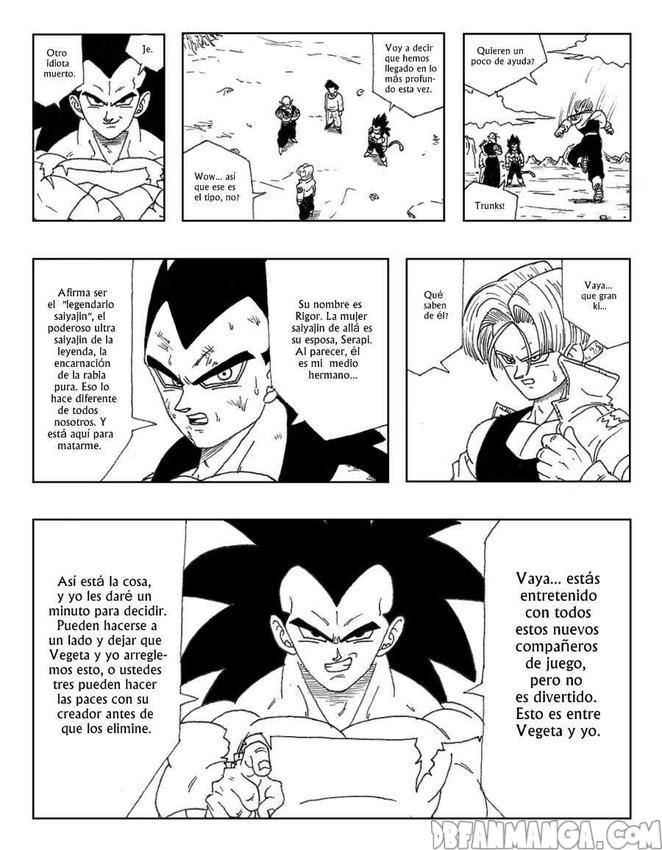 Otro
idiota
muerto.
Je.
Voy a decir
que hemos
llegado en lo
más profun-
do esta vez.
Wow... así
que ese es
el tipo, no?
Quieren un
poco de ayuda?
Trunks!
Afirma ser
el "legendario
saiyajin", el
poderoso ultra
saiyajin de la
leyenda, la
encarnación
de la rabia
pura. Eso lo
hace diferente
de todos
nosotros. Y
está aquí para
matarme.
Su nombre es
Rigor. La mujer
saiyajin de allá es
su esposa, Serapi.
Al parecer, él
es mi medio
hermano...
Qué
saben
de él?
Vaya...
que gran
ki...
Así está la cosa,
y yo les daré un
minuto para decidir.
Pueden hacerse a
un lado y dejar que
Vegeta y yo arregle-
mos esto, o ustedes
tres pueden hacer
las paces con su
creador antes de
que los elimine.
Vaya... estás
entretenido
con todos
estos nuevos
compañeros
de juego,
pero no
es divertido.
Esto es entre
Vegeta y yo.
DBFANMANGA.COM